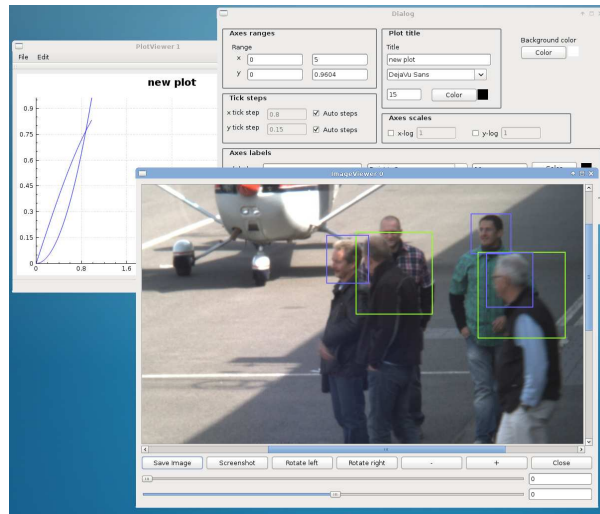 Dialog
Axes ranges
Range
x 0 5
y 0 0.9604
Plot title
Title
new plot
DejaVu Sans
15 Color
Background color
Color
Tick steps
x tick step 0.8 Auto steps
y tick step 0.15 Auto steps
Axes scales
x-log 1 y-log 1
Axes labels
PlotViewer 1
File Edit
new plot
0.9
0.75
0.6
0.45
0.3
0.15
0
0 0.8 1.6
ImageViewer 0
Save Image Screenshot Rotate left Rotate right - + Close
0
0